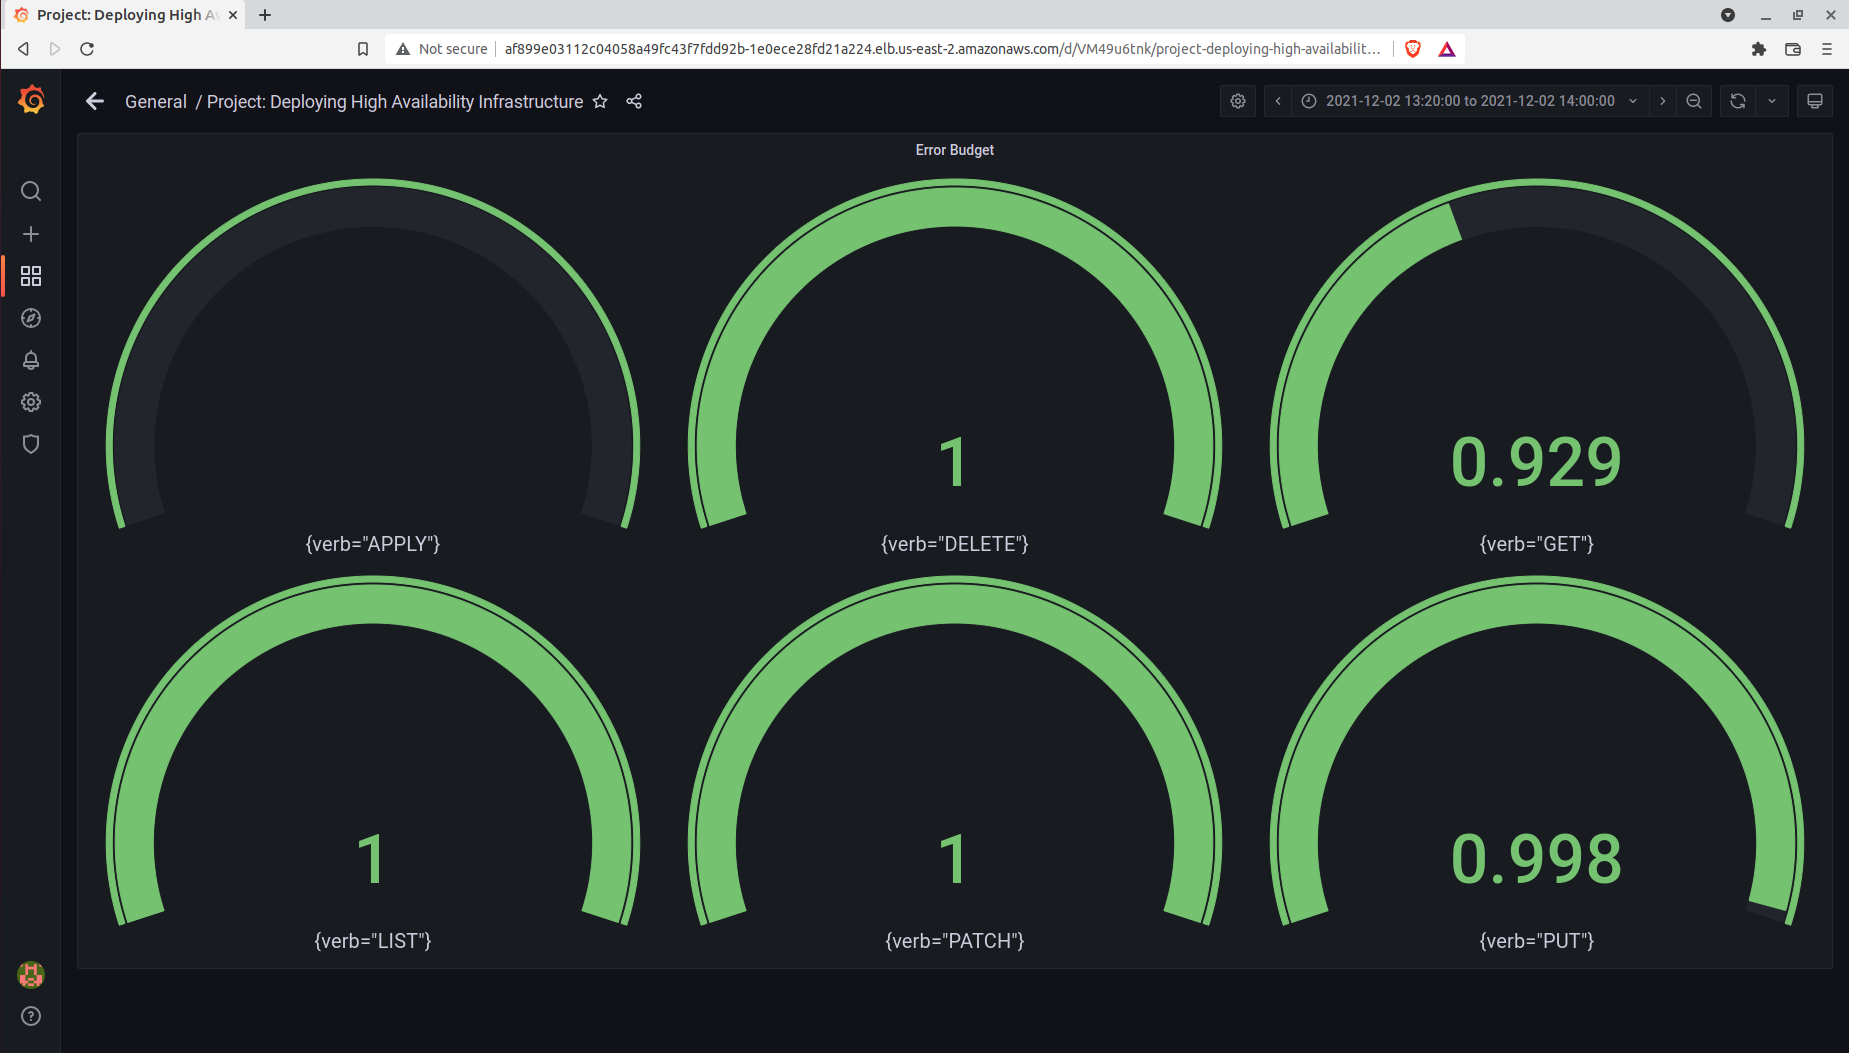 Project: Deploying High Av
Not secure
af899e03112c04058a49fc43f7fdd92b-1e0ece28fd21a224.elb.us-east-2.amazonaws.com/d/VM49u6tnk/project-deploying-high-availabilit...
General / Project: Deploying High Availability Infrastructure
2021-12-02 13:20:00 to 2021-12-02 14:00:00
Error Budget
{verb="APPLY"}
1
{verb="DELETE"}
0.929
{verb="GET"}
1
{verb="LIST"}
1
{verb="PATCH"}
0.998
{verb="PUT"}